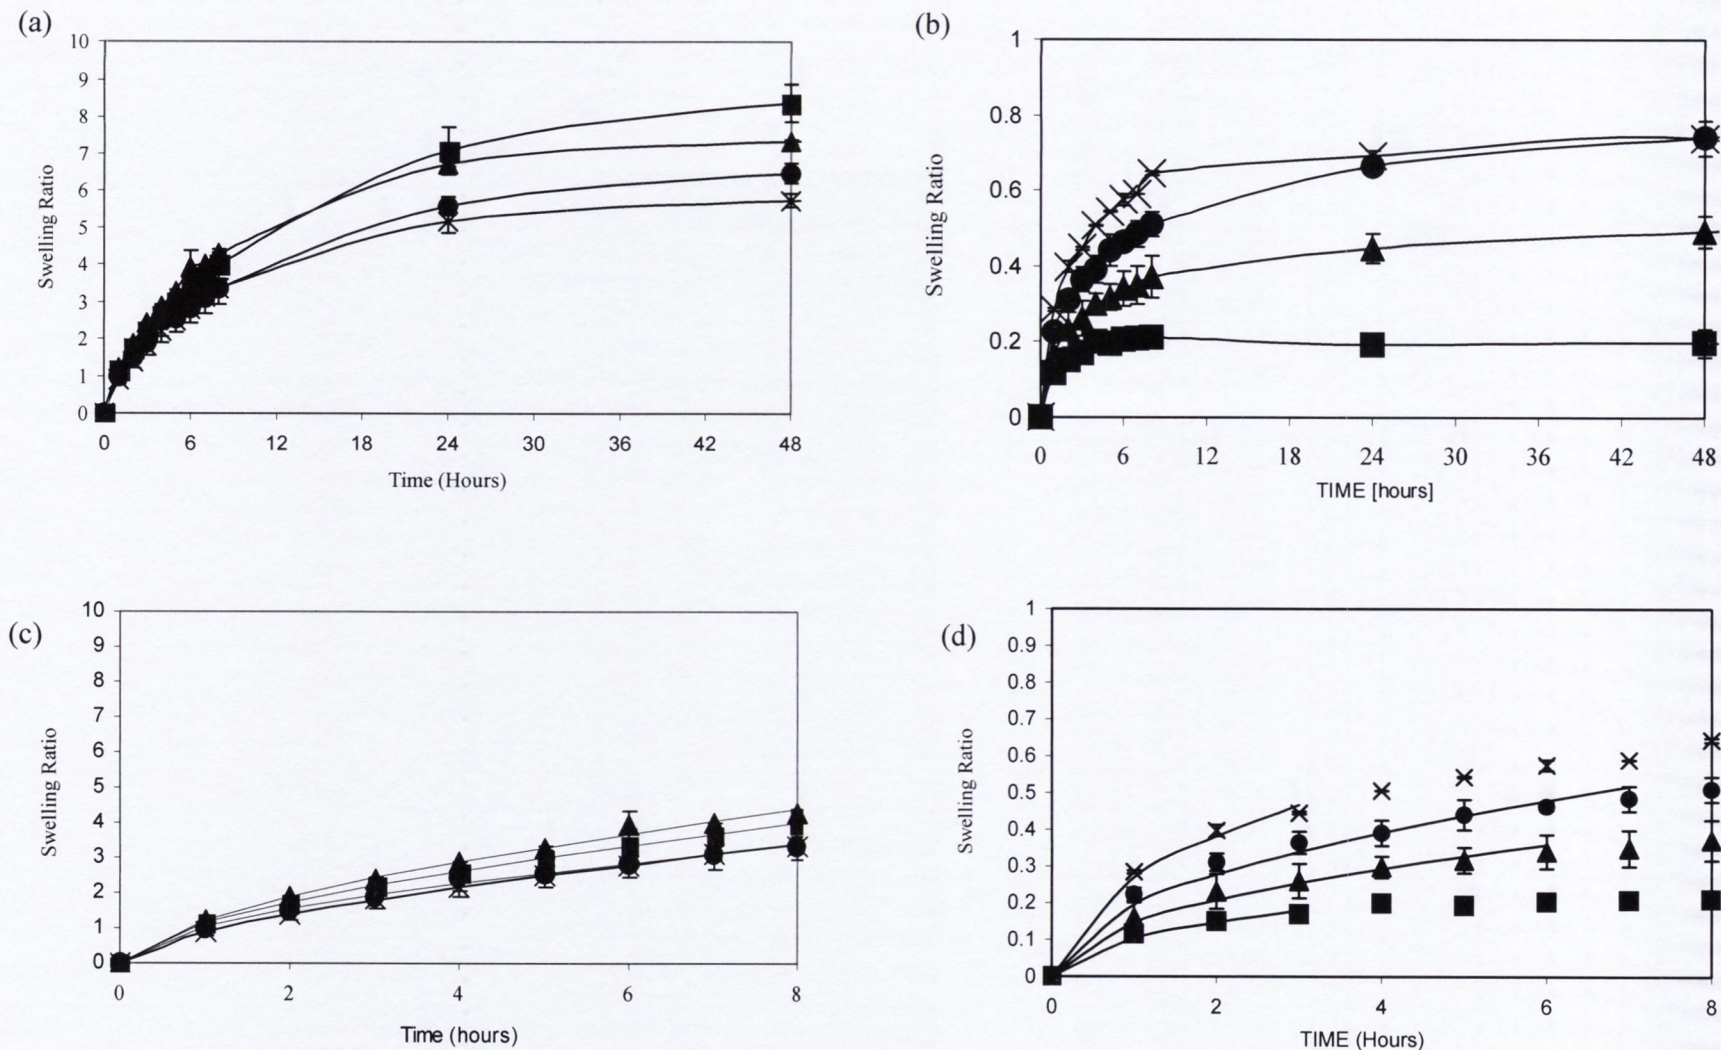 (a)
10
9
8
7
6
5
4
3
2
1
0
Swelling Ratio
0 6 12 18 24 30 36 42 48
Time (Hours)
(b)
1
0.8
0.6
0.4
0.2
0
Swelling Ratio
0 6 12 18 24 30 36 42 48
TIME [hours]
(c)
10
9
8
7
6
5
4
3
2
1
0
Swelling Ratio
0 2 4 6 8
Time (hours)
(d)
1
0.9
0.8
0.7
0.6
0.5
0.4
0.3
0.2
0.1
0
Swelling Ratio
0 2 4 6 8
TIME (Hours)